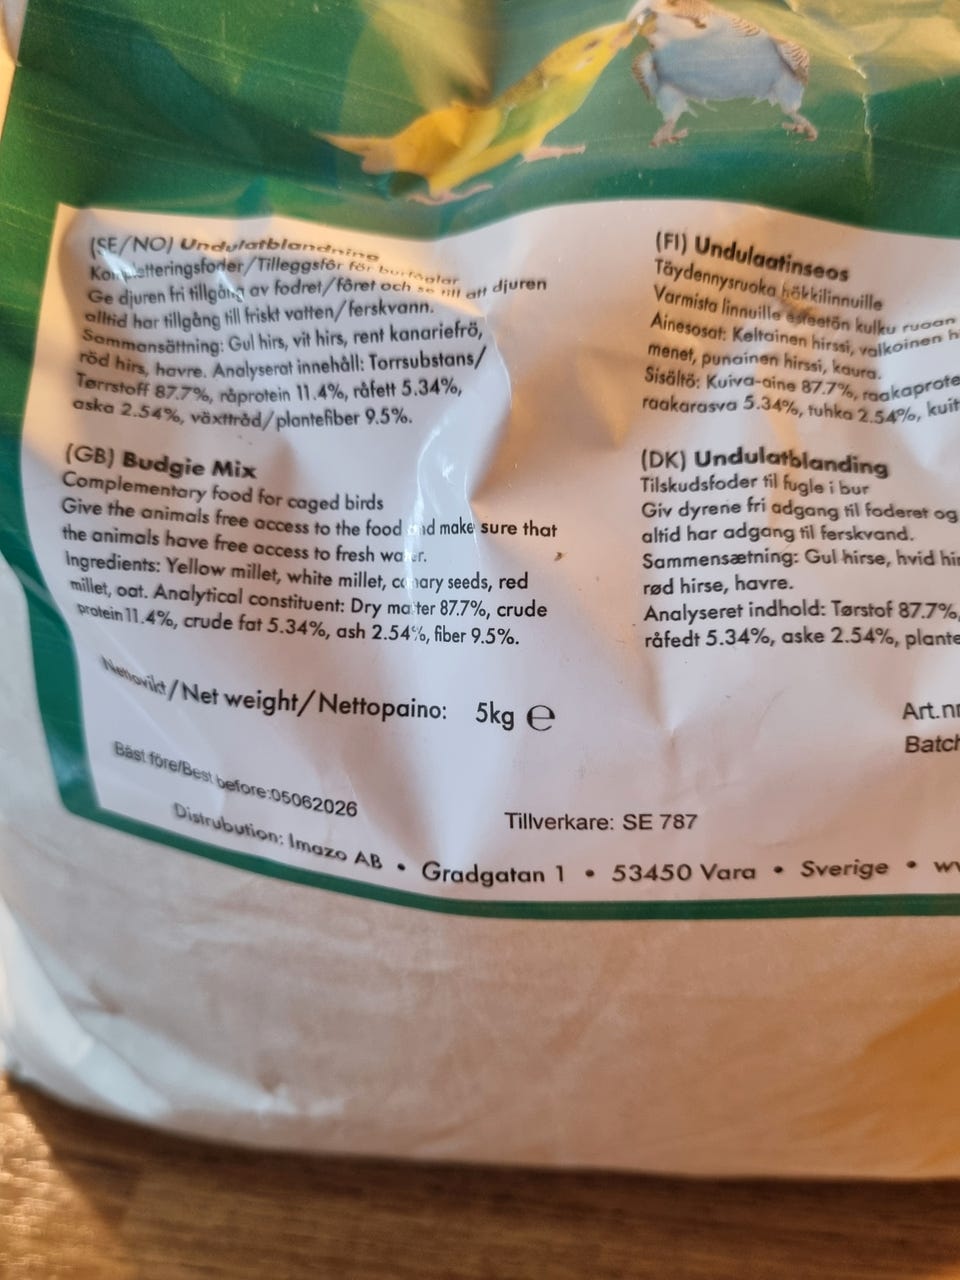 (SE/NO) Undulatblandning
Kompletteringsfoder/Tilleggsfôr för burfåglar
Ge djuren fri tillgång av fodret/fôret och se till att djuren
alltid har tillgång till friskt vatten/ferskvann.
Sammansättning: Gul hirs, vit hirs, rent kanariefrö,
röd hirs, havre. Analyserat innehåll: Torrsubstans/
Tørrstoff 87.7%, råprotein 11.4%, råfett 5.34%,
aska 2.54%, växttråd/plantefiber 9.5%.
(GB) Budgie Mix
Complementary food for caged birds
Give the animals free access to the food and make sure that
the animals have free access to fresh water.
Ingredients: Yellow millet, white millet, canary seeds, red
millet, oat. Analytical constituent: Dry matter 87.7%, crude
protein 11.4%, crude fat 5.34%, ash 2.54%, fiber 9.5%.
(FI) Undulaatinseos
Täydennysruoka häkkilinnuille
Varmista linnuille esteetön kulku ruoan
Ainesosat: Keltainen hirssi, valkoinen
menet, punainen hirssi, kaura.
Sisältö: Kuiva-aine 87.7%, raakaprote
raakarasva 5.34%, tuhka 2.54%, kuit
(DK) Undulatblanding
Tilskudsfoder til fugle i bur
Giv dyrene fri adgang til foderet og
altid har adgang til ferskvand.
Sammensætning: Gul hirse, hvid hir
rød hirse, havre.
Analyseret indhold: Tørstof 87.7%,
råfedt 5.34%, aske 2.54%, plante
Nettovikt/Net weight/Nettopaino: 5kg ℮
Art.nr
Batch
Bäst före/Best before:05062026
Tillverkare: SE 787
Distrubution: Imazo AB • Gradgatan 1 • 53450 Vara • Sverige • w